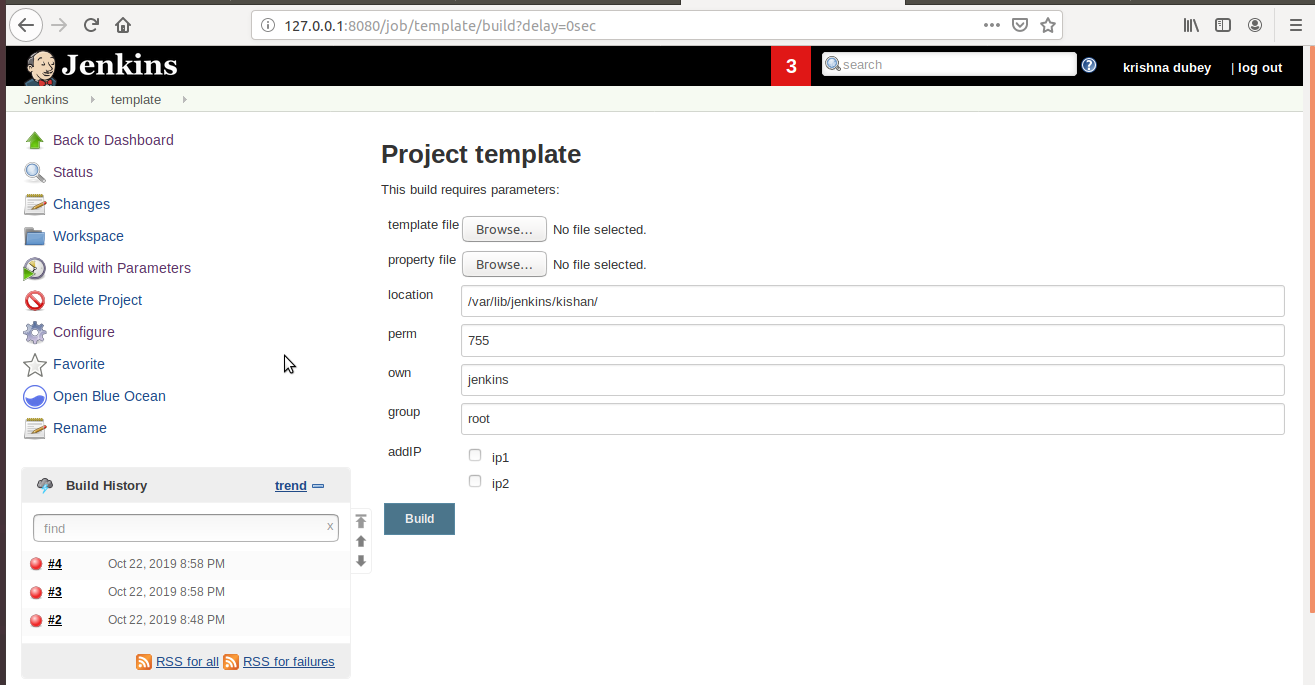 127.0.0.1:8080/job/template/build?delay=0sec
Jenkins
3
search
?
krishna dubey
| log out
Jenkins
template
Back to Dashboard
Status
Changes
Workspace
Build with Parameters
Delete Project
Configure
Favorite
Open Blue Ocean
Rename
Build History
trend
find
x
#4 Oct 22, 2019 8:58 PM
#3 Oct 22, 2019 8:58 PM
#2 Oct 22, 2019 8:48 PM
RSS for all RSS for failures
Project template
This build requires parameters:
template file Browse... No file selected.
property file Browse... No file selected.
location /var/lib/jenkins/kishan/
perm 755
own jenkins
group root
addIP ip1
ip2
Build